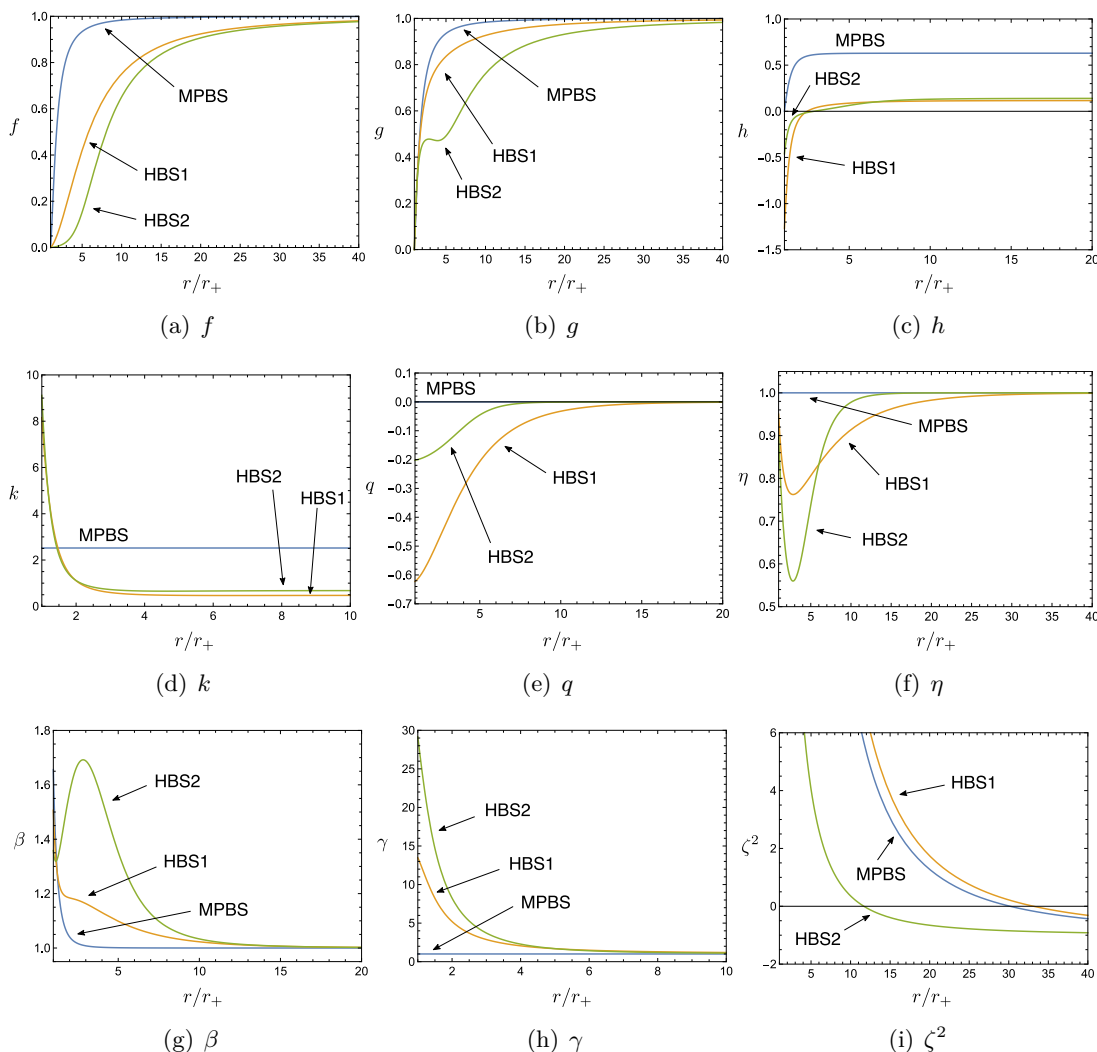 1.0
0.8
0.6
0.4
0.2
0.0
f
5 10 15 20 25 30 35 40
r/r+
MPBS
HBS1
HBS2
(a) f
1.0
0.8
0.6
0.4
0.2
0.0
g
5 10 15 20 25 30 35 40
r/r+
MPBS
HBS1
HBS2
(b) g
1.0
0.5
0.0
−0.5
−1.0
−1.5
h
5 10 15 20
r/r+
MPBS
HBS2
HBS1
(c) h
10
8
6
4
2
0
k
2 4 6 8 10
r/r+
HBS2
HBS1
MPBS
(d) k
0.1
0.0
−0.1
−0.2
−0.3
−0.4
−0.5
−0.6
−0.7
q
5 10 15 20
r/r+
MPBS
HBS1
HBS2
(e) q
1.0
0.9
0.8
0.7
0.6
0.5
η
5 10 15 20 25 30 35 40
r/r+
MPBS
HBS1
HBS2
(f) η
1.8
1.6
1.4
1.2
1.0
β
5 10 15 20
r/r+
HBS2
HBS1
MPBS
(g) β
30
25
20
15
10
5
0
γ
2 4 6 8 10
r/r+
HBS2
HBS1
MPBS
(h) γ
6
4
2
0
−2
ζ²
5 10 15 20 25 30 35 40
r/r+
HBS1
MPBS
HBS2
(i) ζ²